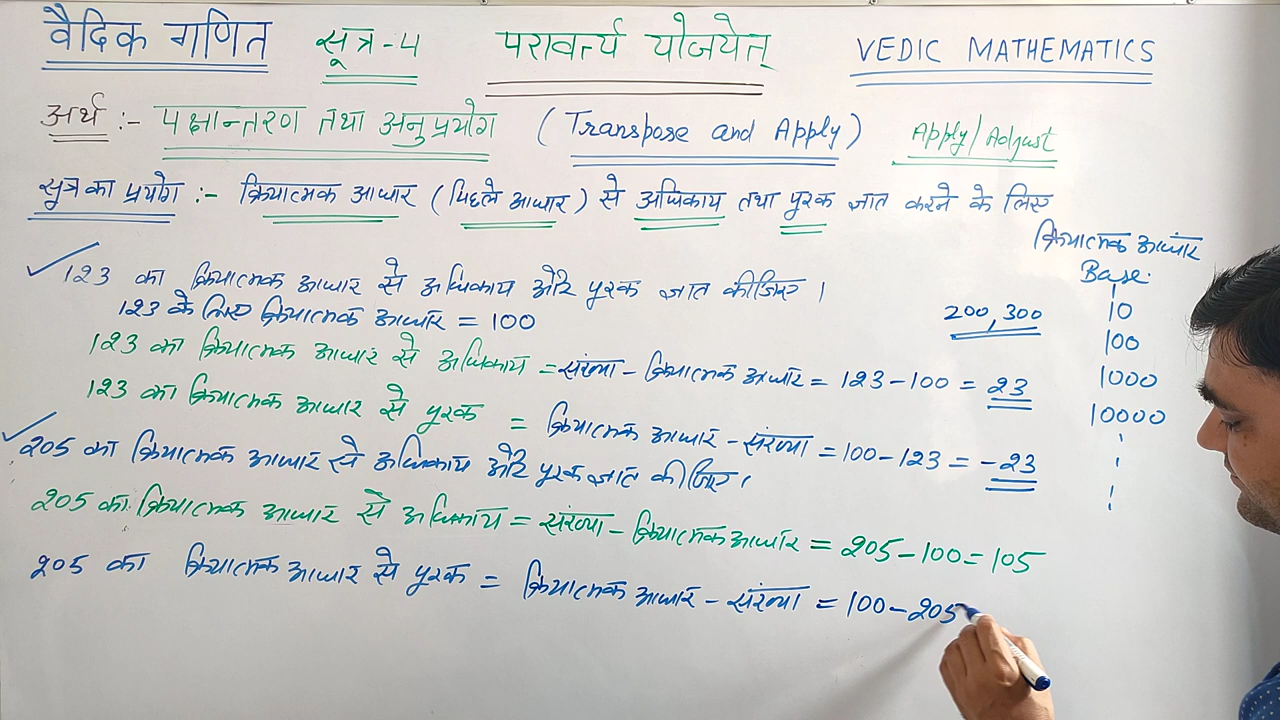 वैदिक गणित सूत्र-4 परावर्त्य योजयेत् VEDIC MATHEMATICS
अर्थ :- पक्षान्तरण तथा अनुप्रयोग (Transpose and Apply) Apply/Adjust
सूत्र का प्रयोग :- क्रियात्मक आधार (पिछले आधार) से अधिकाय तथा पूरक ज्ञात करने के लिए
क्रियात्मक आधार
Base:
10
100
1000
10000
200, 300
123 का क्रियात्मक आधार से अधिकाय और पूरक ज्ञात कीजिए ।
123 के लिए क्रियात्मक आधार = 100
123 का क्रियात्मक आधार से अधिकाय = संख्या - क्रियात्मक आधार = 123 - 100 = 23
123 का क्रियात्मक आधार से पूरक = क्रियात्मक आधार - संख्या = 100 - 123 = -23
205 का क्रियात्मक आधार से अधिकाय और पूरक ज्ञात कीजिए ।
205 का क्रियात्मक आधार से अधिकाय = संख्या - क्रियात्मक आधार = 205 - 100 = 105
205 का क्रियात्मक आधार से पूरक = क्रियात्मक आधार - संख्या = 100 - 205